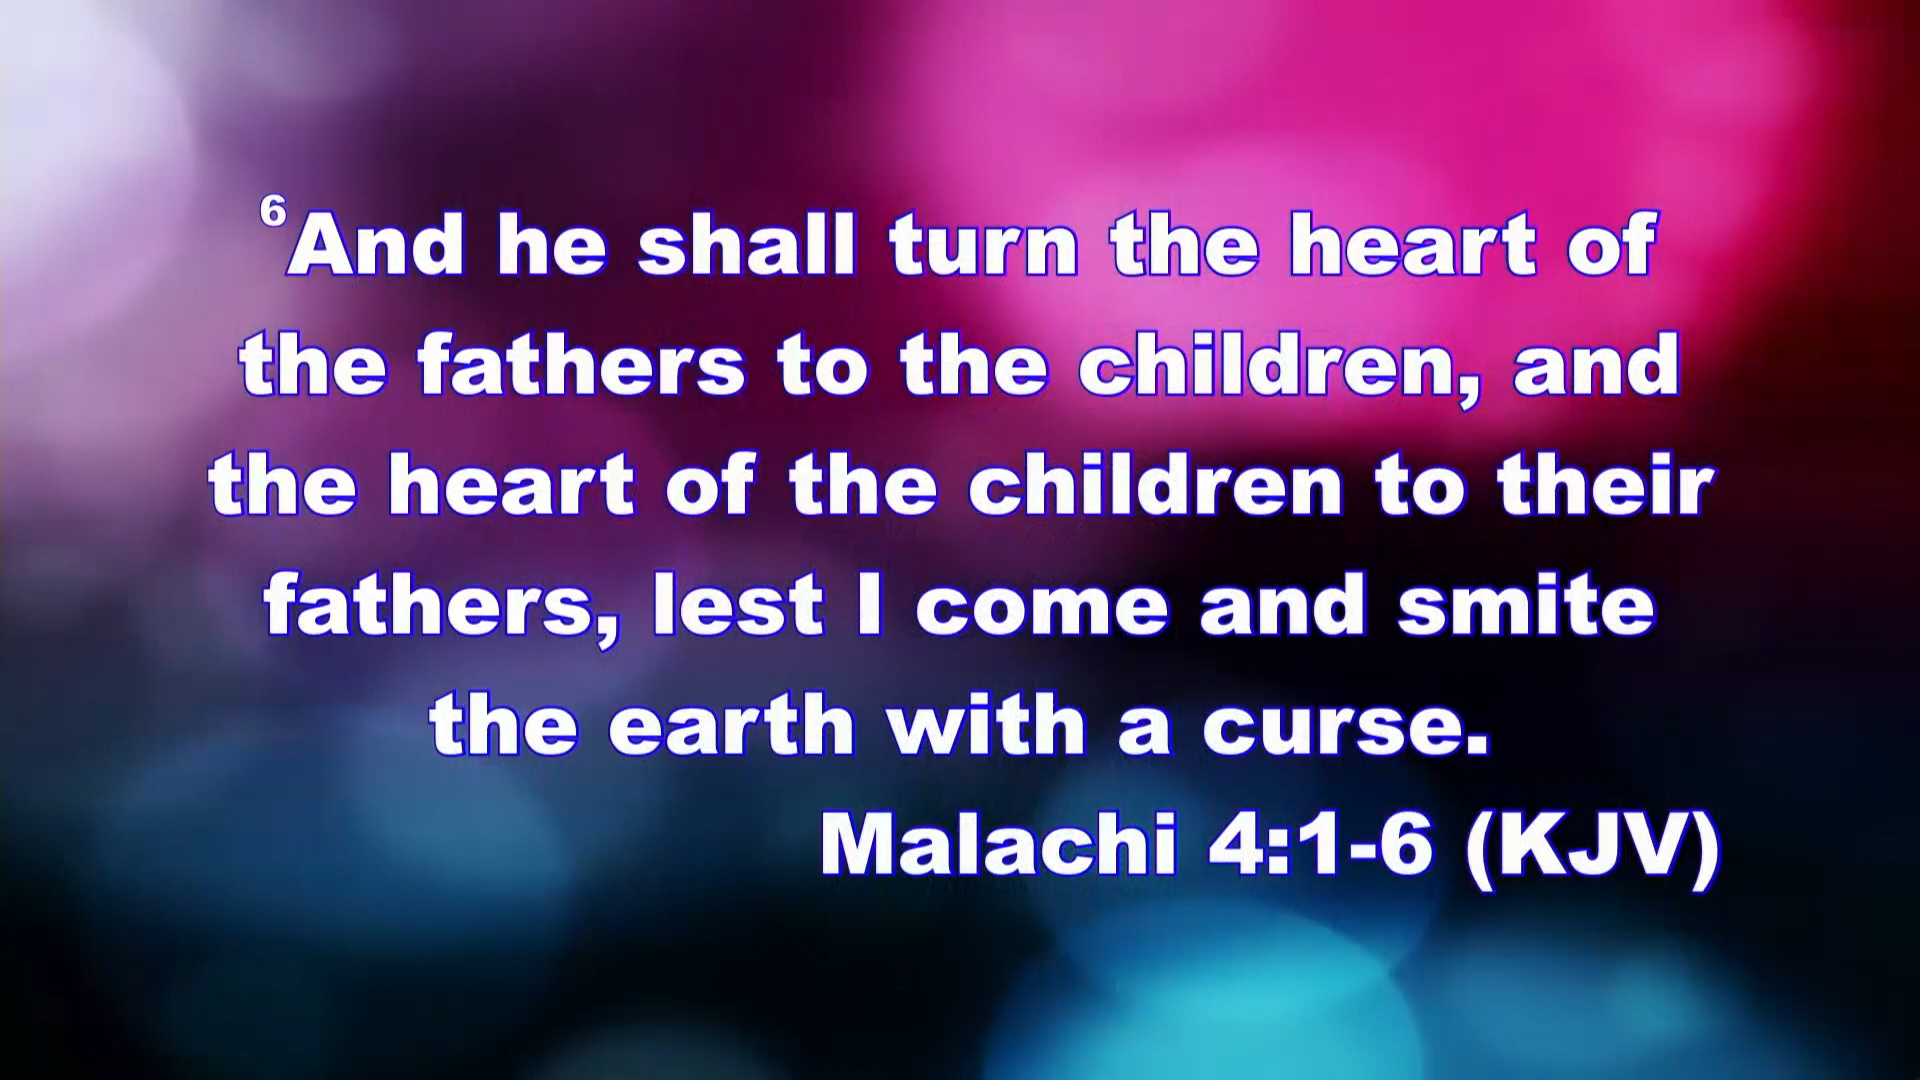 6And he shall turn the heart of
the fathers to the children, and
the heart of the children to their
fathers, lest I come and smite
the earth with a curse.
Malachi 4:1-6 (KJV)